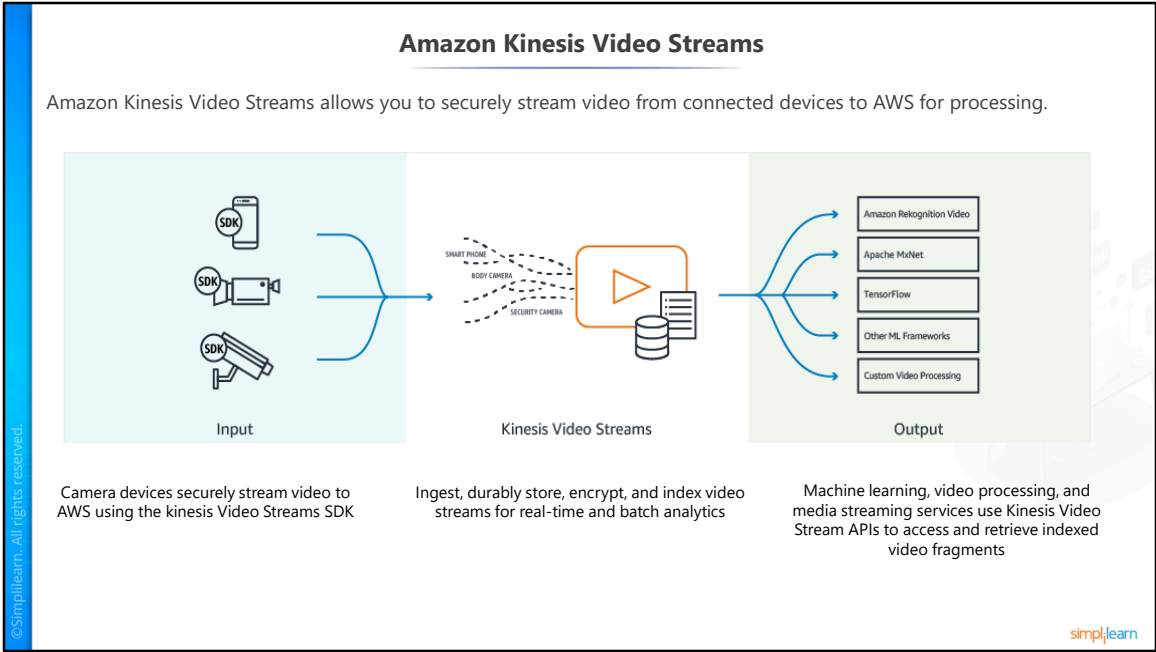 Amazon Kinesis Video Streams
Amazon Kinesis Video Streams allows you to securely stream video from connected devices to AWS for processing.
SDK
SDK
SDK
Input
SMART PHONE
BODY CAMERA
SECURITY CAMERA
Kinesis Video Streams
Amazon Rekognition Video
Apache MxNet
TensorFlow
Other ML Frameworks
Custom Video Processing
Output
Camera devices securely stream video to
AWS using the kinesis Video Streams SDK
Ingest, durably store, encrypt, and index video
streams for real-time and batch analytics
Machine learning, video processing, and
media streaming services use Kinesis Video
Stream APIs to access and retrieve indexed
video fragments
©Simplilearn. All rights reserved.
simplilearn